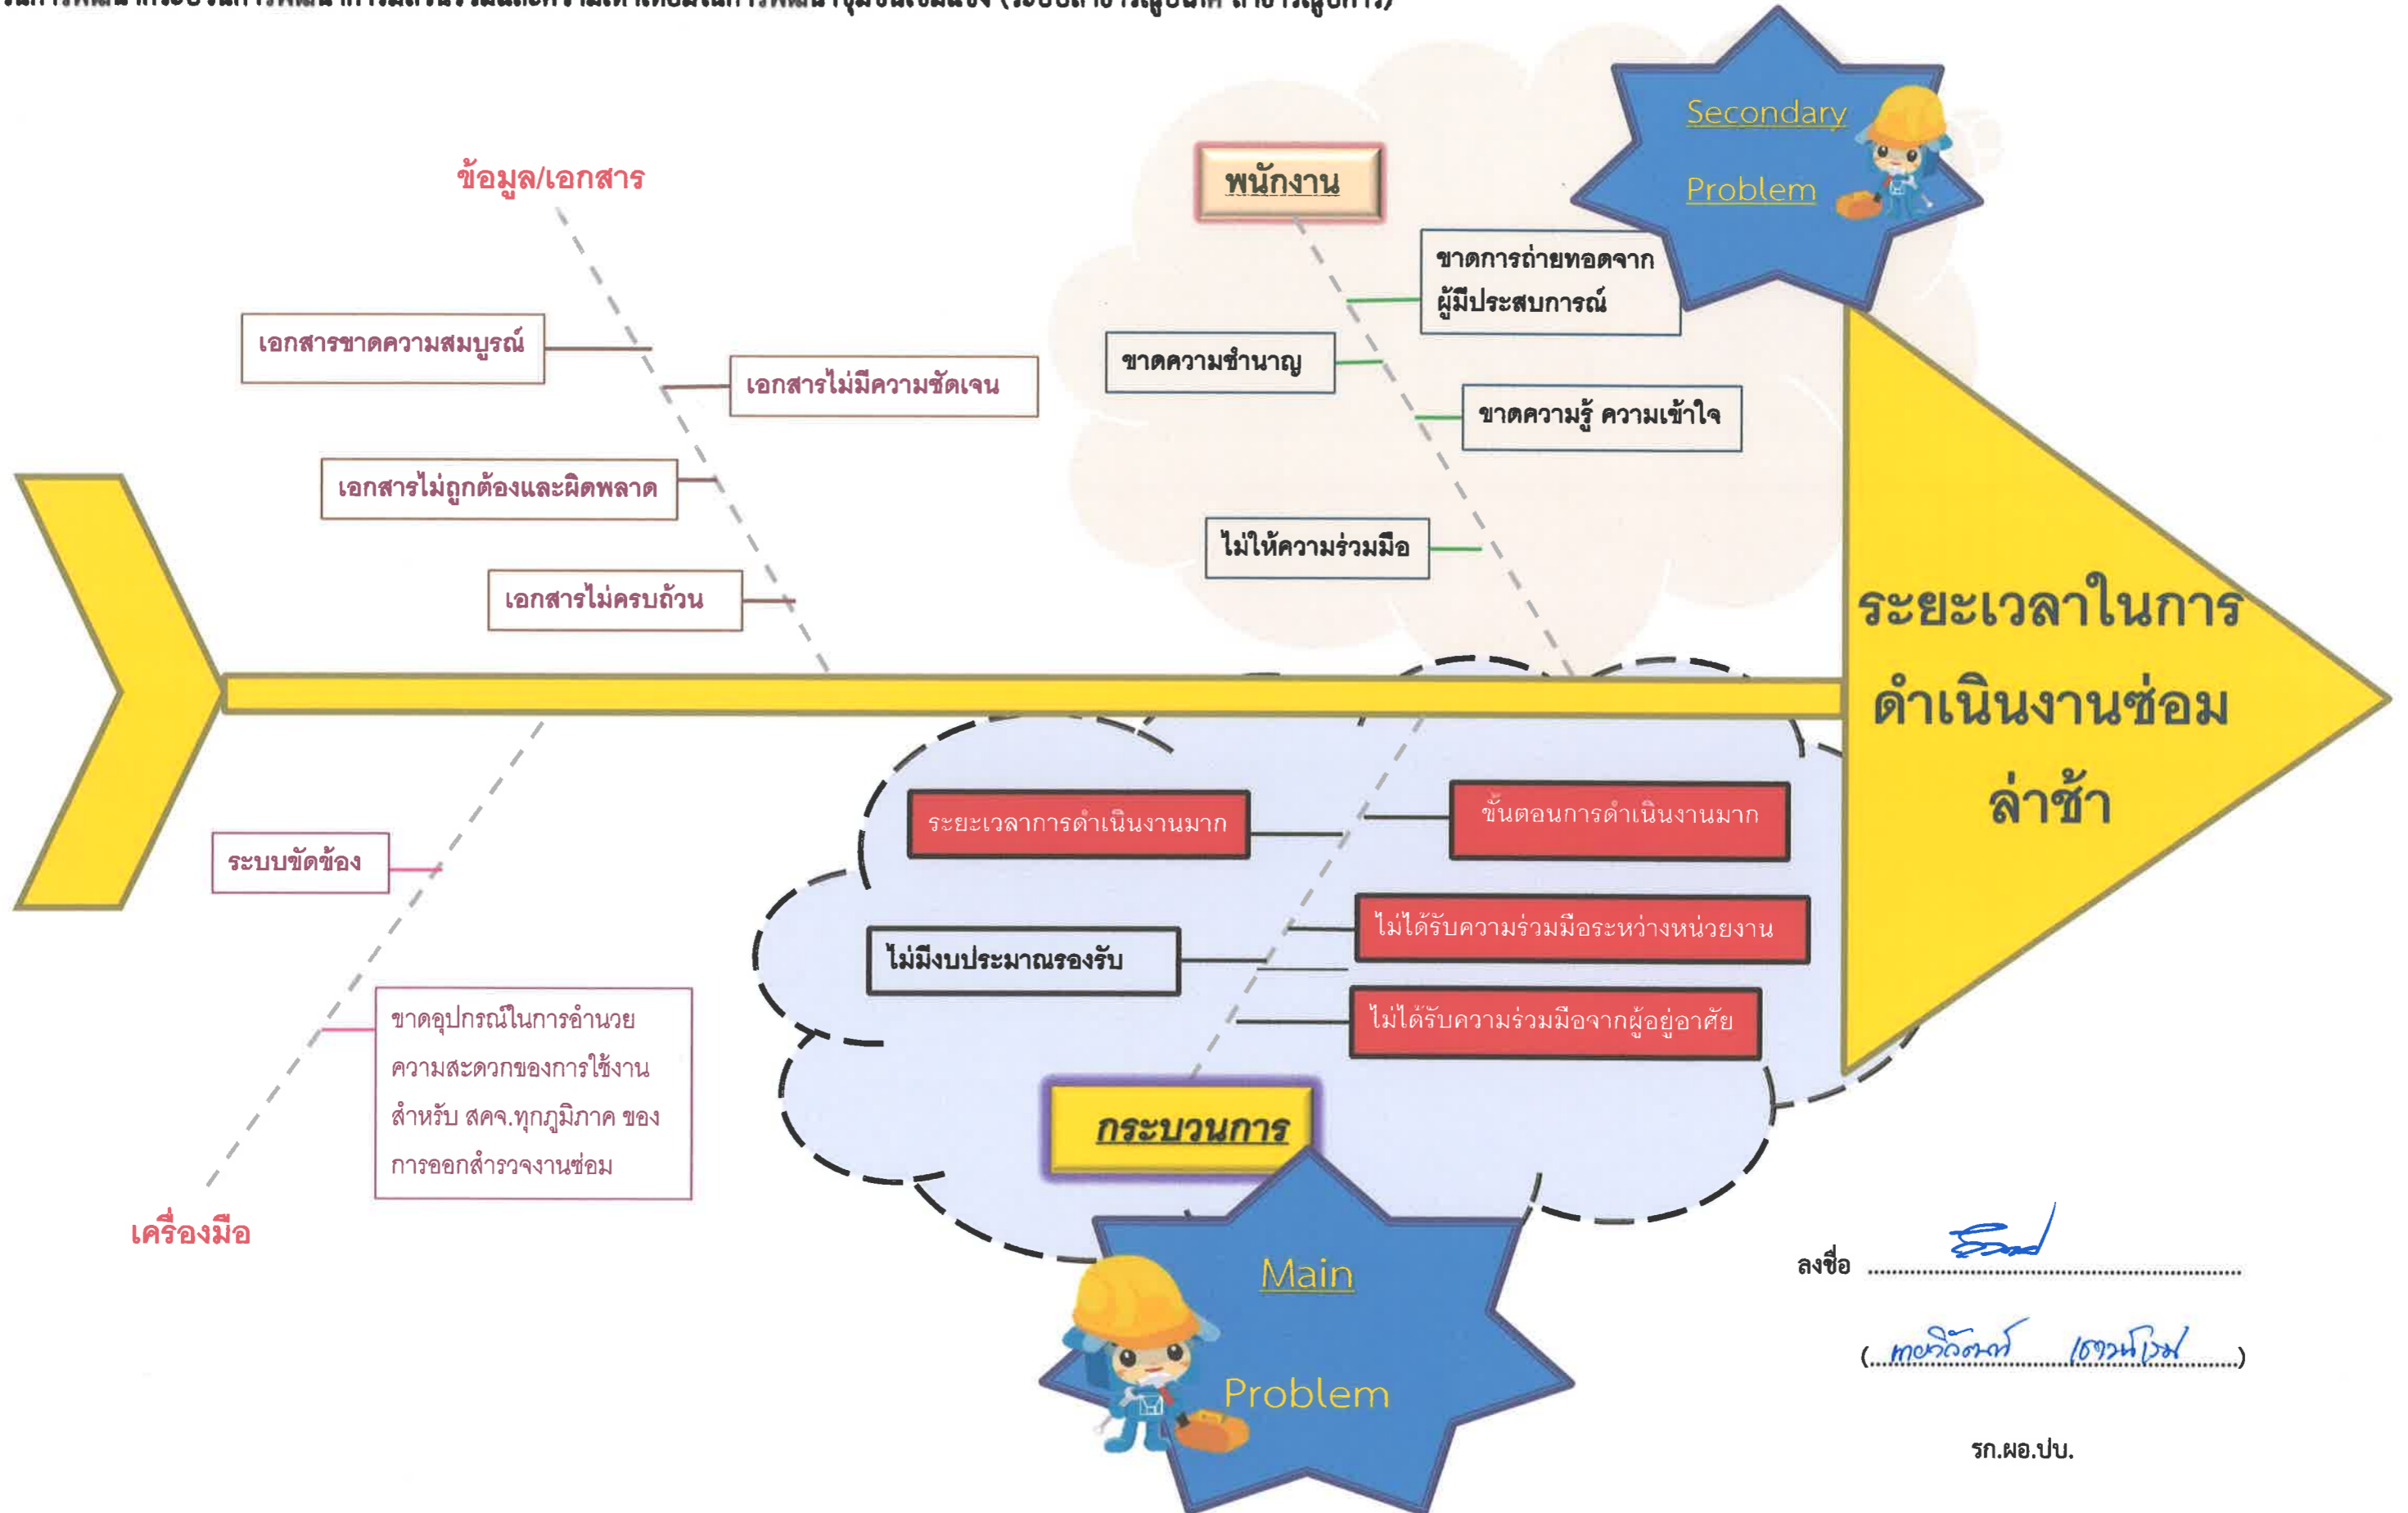 Secondary
Problem
ข้อมูล/เอกสาร
พนักงาน
ขาดการถ่ายทอดจาก
ผู้มีประสบการณ์
เอกสารขาดความสมบูรณ์
เอกสารไม่มีความชัดเจน
ขาดความชำนาญ
ขาดความรู้ ความเข้าใจ
เอกสารไม่ถูกต้องและผิดพลาด
ไม่ให้ความร่วมมือ
เอกสารไม่ครบถ้วน
ระยะเวลาในการ
ดำเนินงานซ่อม
ล่าช้า
ระยะเวลาการดำเนินงานมาก
ขั้นตอนการดำเนินงานมาก
ระบบขัดข้อง
ไม่ได้รับความร่วมมือระหว่างหน่วยงาน
ไม่มีงบประมาณรองรับ
ไม่ได้รับความร่วมมือจากผู้อยู่อาศัย
ขาดอุปกรณ์ในการอำนวย
ความสะดวกของการใช้งาน
สำหรับ สคจ.ทุกภูมิภาค ของ
การออกสำรวจงานซ่อม
กระบวนการ
เครื่องมือ
Main
Problem
ลงชื่อ
รก.ผอ.ปบ.